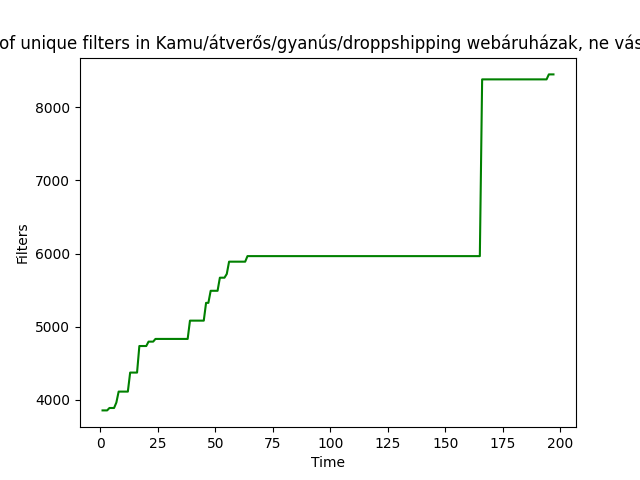 of unique filters in Kamu/átverős/gyanús/droppshipping webáruházak, ne vás
8000
7000
6000
5000
4000
Filters
0 25 50 75 100 125 150 175 200
Time